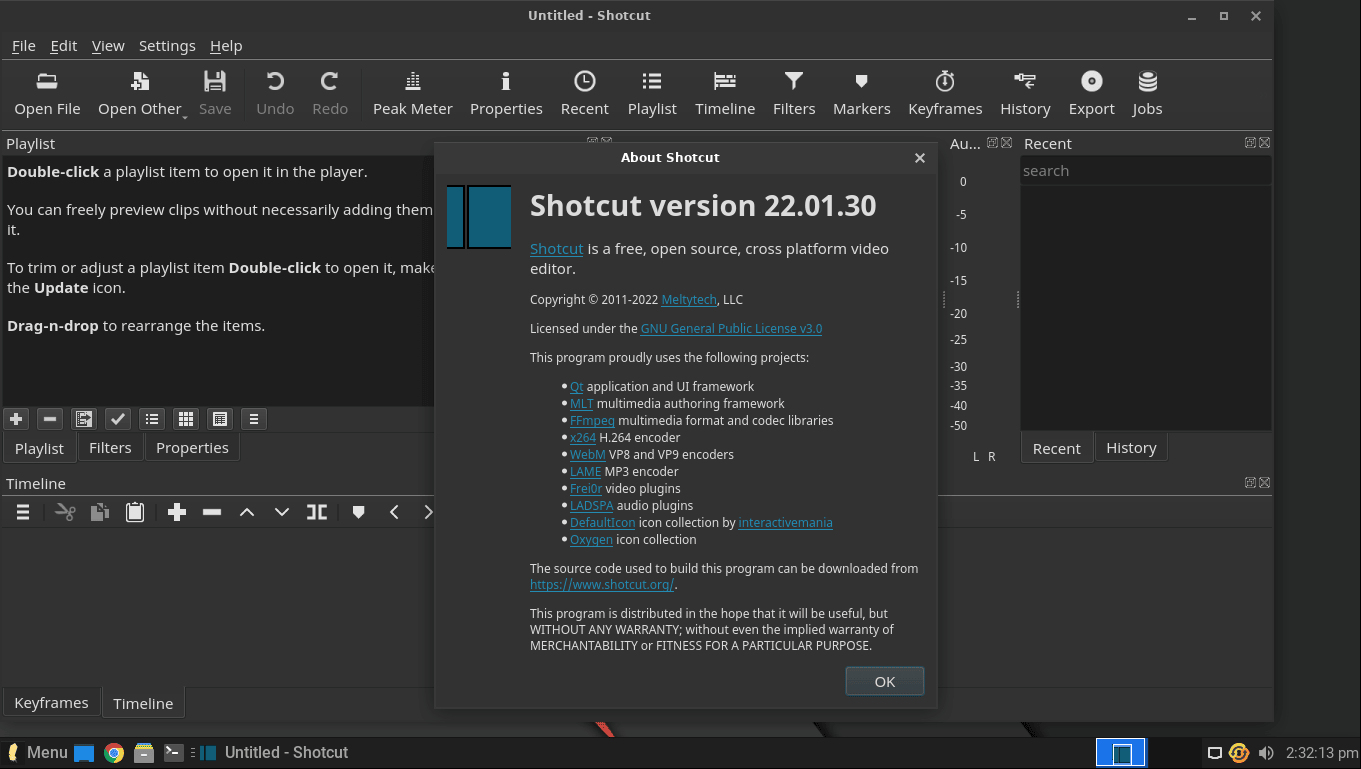 Untitled - Shotcut
File Edit View Settings Help
Open File Open Other Save Undo Redo Peak Meter Properties Recent Playlist Timeline Filters Markers Keyframes History Export Jobs
Playlist
Double-click a playlist item to open it in the player.
You can freely preview clips without necessarily adding them
it.
To trim or adjust a playlist item Double-click to open it, make
the Update icon.
Drag-n-drop to rearrange the items.
Playlist Filters Properties
About Shotcut
Shotcut version 22.01.30
Shotcut is a free, open source, cross platform video
editor.
Copyright © 2011-2022 Meltytech, LLC
Licensed under the GNU General Public License v3.0
This program proudly uses the following projects:
• Qt application and UI framework
• MLT multimedia authoring framework
• FFmpeg multimedia format and codec libraries
• x264 H.264 encoder
• WebM VP8 and VP9 encoders
• LAME MP3 encoder
• Frei0r video plugins
• LADSPA audio plugins
• DefaultIcon icon collection by interactivemania
• Oxygen icon collection
The source code used to build this program can be downloaded from
https://www.shotcut.org/.
This program is distributed in the hope that it will be useful, but
WITHOUT ANY WARRANTY; without even the implied warranty of
MERCHANTABILITY or FITNESS FOR A PARTICULAR PURPOSE.
OK
Au...
0
-5
-10
-15
-20
-25
-30
-35
-40
-50
L R
Recent
search
Recent History
Timeline
Keyframes Timeline
Menu Untitled - Shotcut 2:32:13 pm